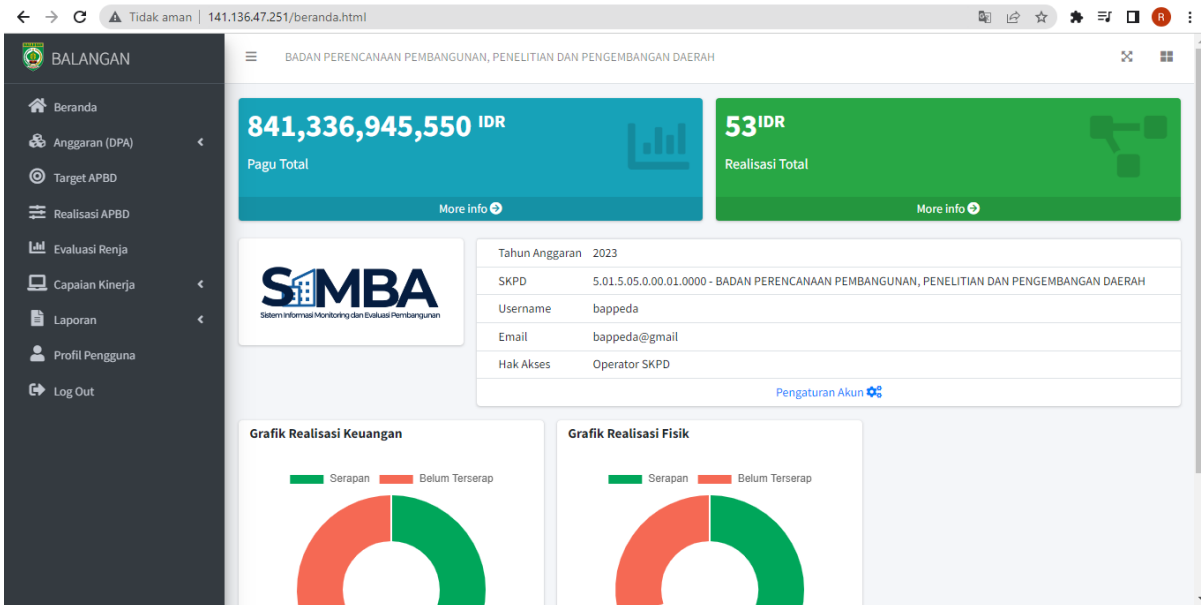 Tidak aman | 141.136.47.251/beranda.html
R
BALANGAN
BADAN PERENCANAAN PEMBANGUNAN, PENELITIAN DAN PENGEMBANGAN DAERAH
Beranda
Anggaran (DPA)
Target APBD
Realisasi APBD
Evaluasi Renja
Capaian Kinerja
Laporan
Profil Pengguna
Log Out
841,336,945,550 IDR
Pagu Total
More info
53IDR
Realisasi Total
More info
SIMBA
Sistem Informasi Monitoring dan Evaluasi Pembangunan
Tahun Anggaran 2023
SKPD 5.01.5.05.0.00.01.0000 - BADAN PERENCANAAN PEMBANGUNAN, PENELITIAN DAN PENGEMBANGAN DAERAH
Username bappeda
Email bappeda@gmail
Hak Akses Operator SKPD
Pengaturan Akun
Grafik Realisasi Keuangan
Serapan Belum Terserap
Grafik Realisasi Fisik
Serapan Belum Terserap